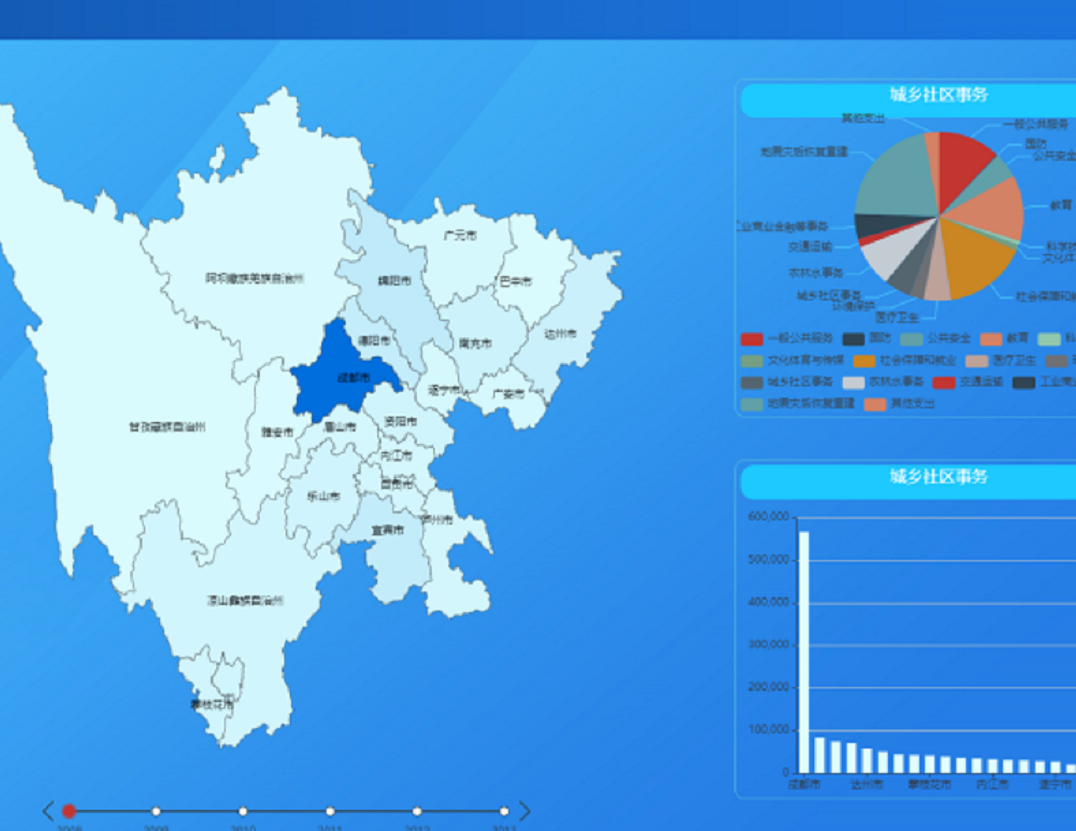 城乡社区事务
其他支出
一般公共服务
国防
公共安全
地震灾后恢复重建
教育
工业商业金融等事务
交通运输
科学技
文化体
农林水事务
城乡社区事务
环境保护
社会保障和就
医疗卫生
一般公共服务 国防 公共安全 教育 科
文化体育与传媒 社会保障和就业 医疗卫生
城乡社区事务 农林水事务 交通运输 工业商业
地震灾后恢复重建 其他支出
广元市
阿坝藏族羌族自治州
绵阳市
巴中市
德阳市
南充市
达州市
成都市
遂宁市
广安市
甘孜藏族自治州
雅安市
眉山市
资阳市
内江市
自贡市
乐山市
宜宾市
泸州市
凉山彝族自治州
攀枝花市
城乡社区事务
600,000
500,000
400,000
300,000
200,000
100,000
0
成都市 达州市 攀枝花市 内江市 遂宁市
2008 2009 2010 2011 2012 2013